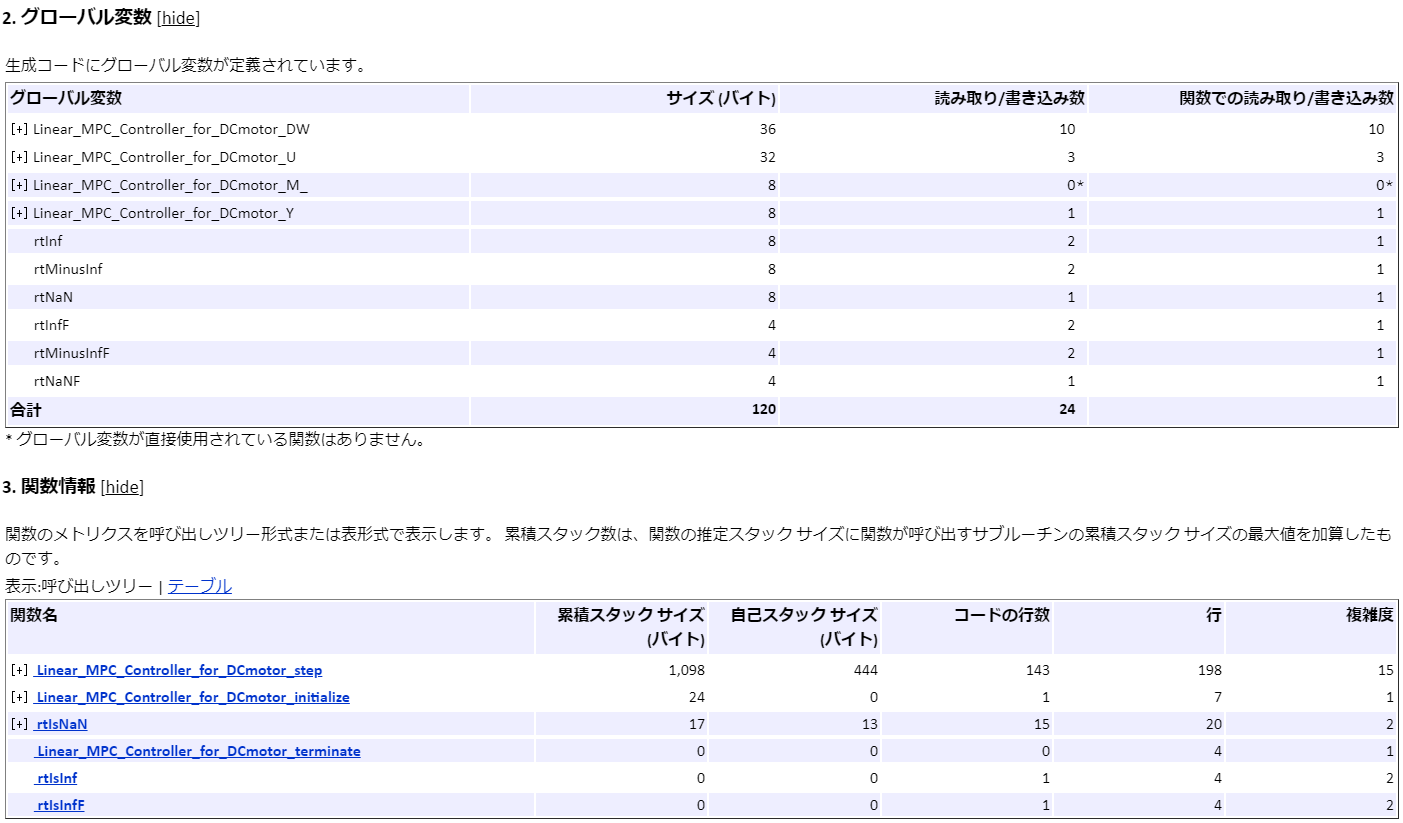 2. グローバル変数 [hide]
生成コードにグローバル変数が定義されています。
グローバル変数 サイズ (バイト) 読み取り/書き込み数 関数での読み取り/書き込み数
[+] Linear_MPC_Controller_for_DCmotor_DW 36 10 10
[+] Linear_MPC_Controller_for_DCmotor_U 32 3 3
[+] Linear_MPC_Controller_for_DCmotor_M_ 8 0* 0*
[+] Linear_MPC_Controller_for_DCmotor_Y 8 1 1
rtInf 8 2 1
rtMinusInf 8 2 1
rtNaN 8 1 1
rtInfF 4 2 1
rtMinusInfF 4 2 1
rtNaNF 4 1 1
合計 120 24
* グローバル変数が直接使用されている関数はありません。
3. 関数情報 [hide]
関数のメトリクスを呼び出しツリー形式または表形式で表示します。 累積スタック数は、関数の推定スタック サイズに関数が呼び出すサブルーチンの累積スタック サイズの最大値を加算したも
のです。
表示:呼び出しツリー | テーブル
関数名 累積スタック サイズ (バイト) 自己スタック サイズ (バイト) コードの行数 行 複雑度
[+] Linear_MPC_Controller_for_DCmotor_step 1,098 444 143 198 15
[+] Linear_MPC_Controller_for_DCmotor_initialize 24 0 1 7 1
[+] rtIsNaN 17 13 15 20 2
Linear_MPC_Controller_for_DCmotor_terminate 0 0 0 4 1
rtIsInf 0 0 1 4 2
rtIsInfF 0 0 1 4 2